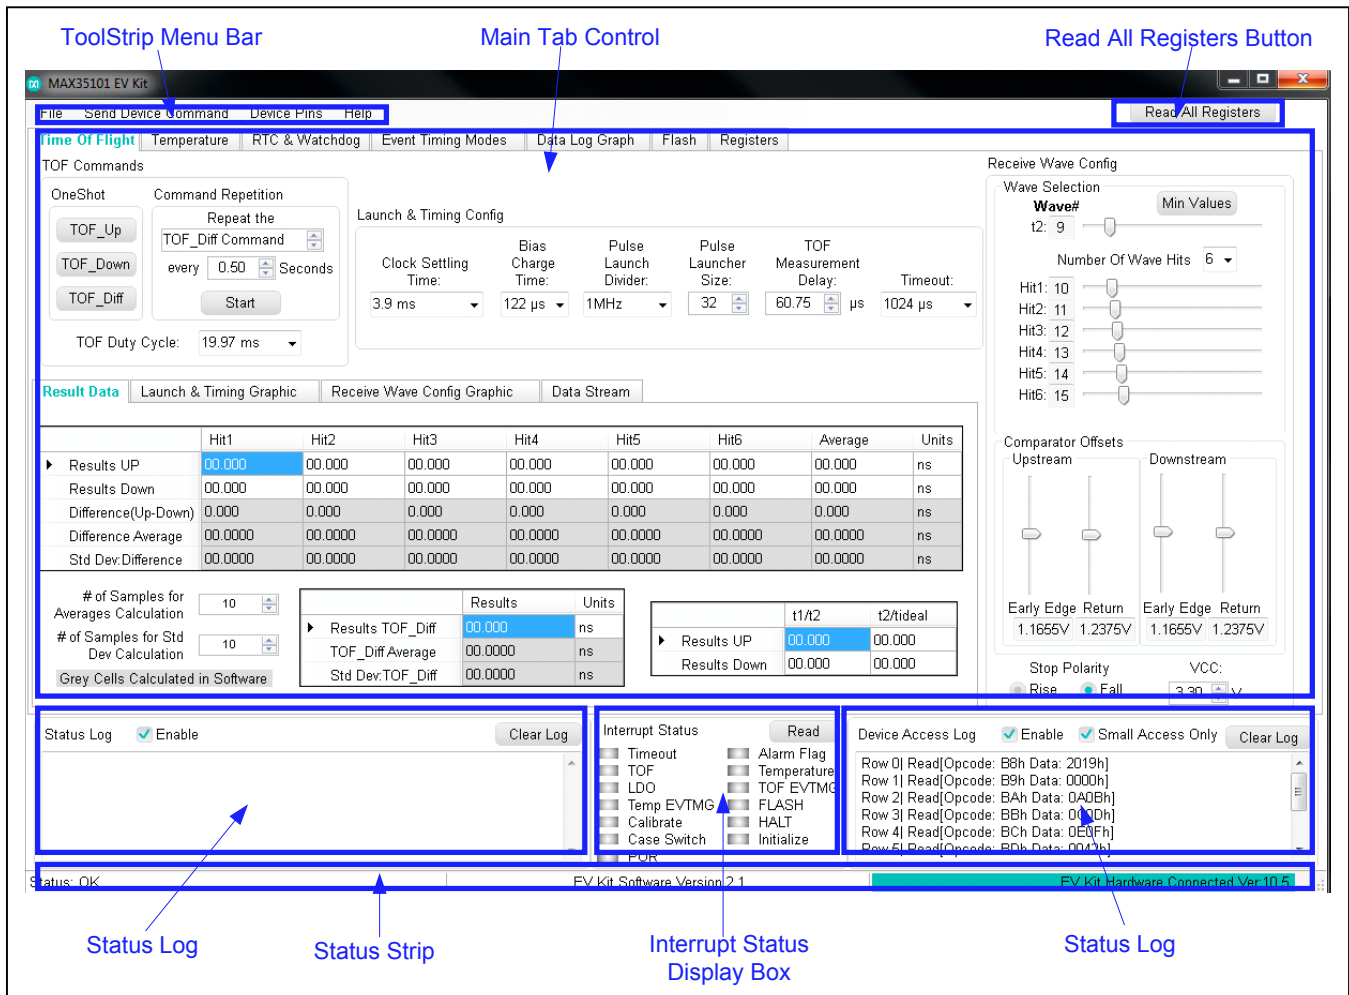 ToolStrip Menu Bar
Main Tab Control
Read All Registers Button
MAX35101 EV Kit
File Send Device Command Device Pins Help
Read All Registers
Time Of Flight Temperature RTC & Watchdog Event Timing Modes Data Log Graph Flash Registers
TOF Commands
OneShot
TOF_Up
TOF_Down
TOF_Diff
Command Repetition
Repeat the
TOF_Diff Command
every 0.50 Seconds
Start
TOF Duty Cycle: 19.97 ms
Launch & Timing Config
Clock Settling
Time:
3.9 ms
Bias
Charge
Time:
122 µs
Pulse
Launch
Divider:
1MHz
Pulse
Launcher
Size:
32
TOF
Measurement
Delay:
60.75 µs
Timeout:
1024 µs
Receive Wave Config
Wave Selection
Wave#
Min Values
t2: 9
Number Of Wave Hits 6
Hit1: 10
Hit2: 11
Hit3: 12
Hit4: 13
Hit5: 14
Hit6: 15
Comparator Offsets
Upstream
Early Edge Return
1.1655V 1.2375V
Downstream
Early Edge Return
1.1655V 1.2375V
Stop Polarity
Rise Fall
VCC:
3.30 V
Result Data Launch & Timing Graphic Receive Wave Config Graphic Data Stream
Hit1 Hit2 Hit3 Hit4 Hit5 Hit6 Average Units
Results UP 00.000 00.000 00.000 00.000 00.000 00.000 00.000 ns
Results Down 00.000 00.000 00.000 00.000 00.000 00.000 00.000 ns
Difference(Up-Down) 0.000 0.000 0.000 0.000 0.000 0.000 0.000 ns
Difference Average 00.0000 00.0000 00.0000 00.0000 00.0000 00.0000 00.0000 ns
Std Dev:Difference 00.0000 00.0000 00.0000 00.0000 00.0000 00.0000 00.0000 ns
# of Samples for
Averages Calculation 10
# of Samples for Std
Dev Calculation 10
Grey Cells Calculated in Software
Results Units
Results TOF_Diff 00.000 ns
TOF_Diff Average 00.0000 ns
Std Dev:TOF_Diff 00.0000 ns
t1/t2 t2/tideal
Results UP 00.000 00.000
Results Down 00.000 00.000
Status Log Enable Clear Log
Interrupt Status Read
Timeout Alarm Flag
TOF Temperature
LDO TOF EVTMG
Temp EVTMG FLASH
Calibrate HALT
Case Switch Initialize
POR
Device Access Log Enable Small Access Only Clear Log
Row 0| Read[Opcode: B8h Data: 2019h]
Row 1| Read[Opcode: B9h Data: 0000h]
Row 2| Read[Opcode: BAh Data: 0A0Bh]
Row 3| Read[Opcode: BBh Data: 0C0Dh]
Row 4| Read[Opcode: BCh Data: 0E0Fh]
Row 5| Read[Opcode: BDh Data: 0042h]
Status: OK
EV Kit Software Version 2.1
EV Kit Hardware Connected Ver:10.5
Status Log
Status Strip
Interrupt Status
Display Box
Status Log